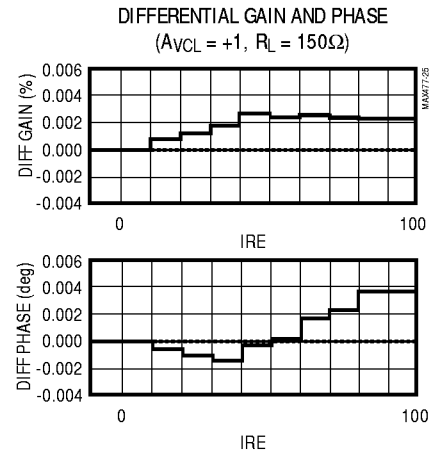 DIFFERENTIAL GAIN AND PHASE
(AVCL = +1, RL = 150Ω)
MAX477-25
DIFF GAIN (%)
0.006
0.004
0.002
0.000
-0.002
-0.004
0 100
IRE
DIFF PHASE (deg)
0.006
0.004
0.002
0.000
-0.002
-0.004
0 100
IRE